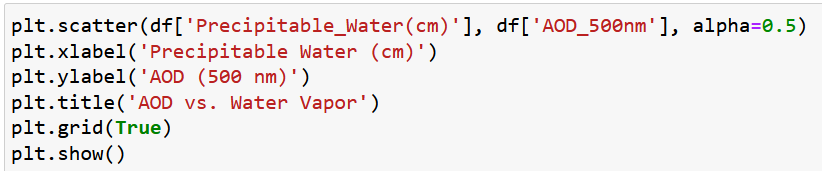 plt.scatter(df['Precipitable_Water(cm)'], df['AOD_500nm'], alpha=0.5)
plt.xlabel('Precipitable Water (cm)')
plt.ylabel('AOD (500 nm)')
plt.title('AOD vs. Water Vapor')
plt.grid(True)
plt.show()